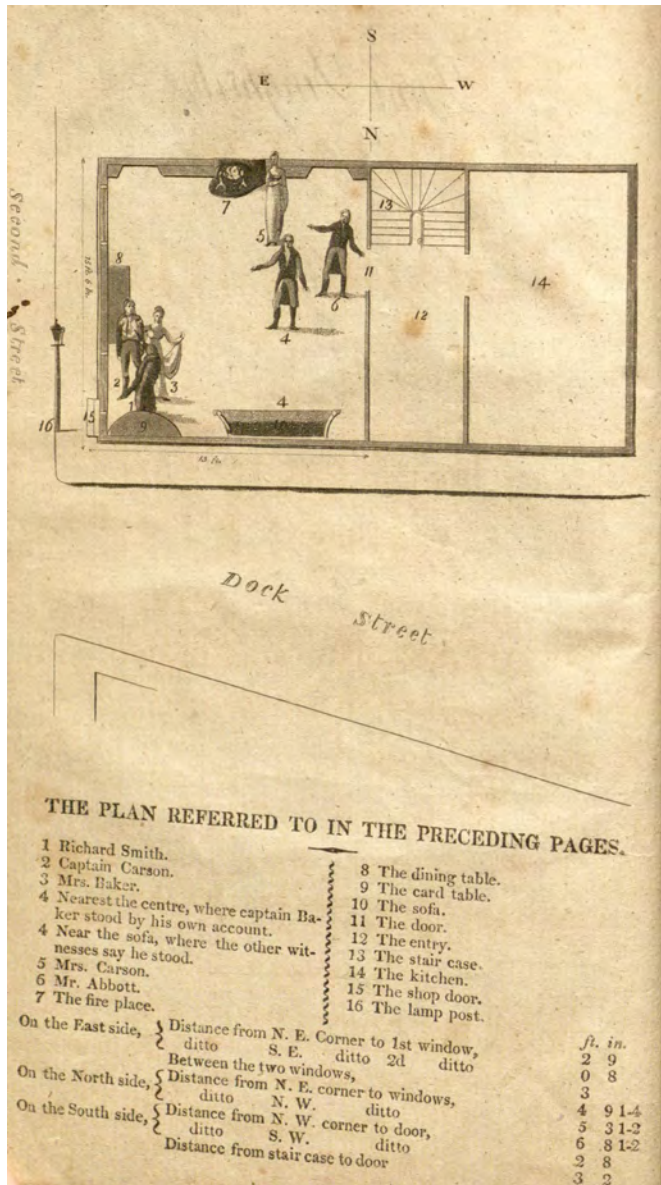 S
E W
N
Second Street
7
13
5
8
11
14
6
12
4
2
3
1
4
16
15
9
10
13 ft.
Dock Street
THE PLAN REFERRED TO IN THE PRECEDING PAGES.
1 Richard Smith.
2 Captain Carson.
3 Mrs. Baker.
4 Nearest the centre, where captain Ba-
ker stood by his own account.
4 Near the sofa, where the other wit-
nesses say he stood.
5 Mrs. Carson.
6 Mr. Abbott.
7 The fire place.
8 The dining table.
9 The card table.
10 The sofa.
11 The door.
12 The entry.
13 The stair case.
14 The kitchen.
15 The shop door.
16 The lamp post.
ft. in.
On the East side, { Distance from N. E. Corner to 1st window, 2 9
ditto S. E. ditto 2d ditto 0 8
Between the two windows, 3
On the North side, { Distance from N. E. corner to windows, 4 9 1-4
ditto N. W. ditto 5 3 1-2
On the South side, { Distance from N. W. corner to door, 6 8 1-2
ditto S. W. ditto 2 8
Distance from stair case to door 3 2